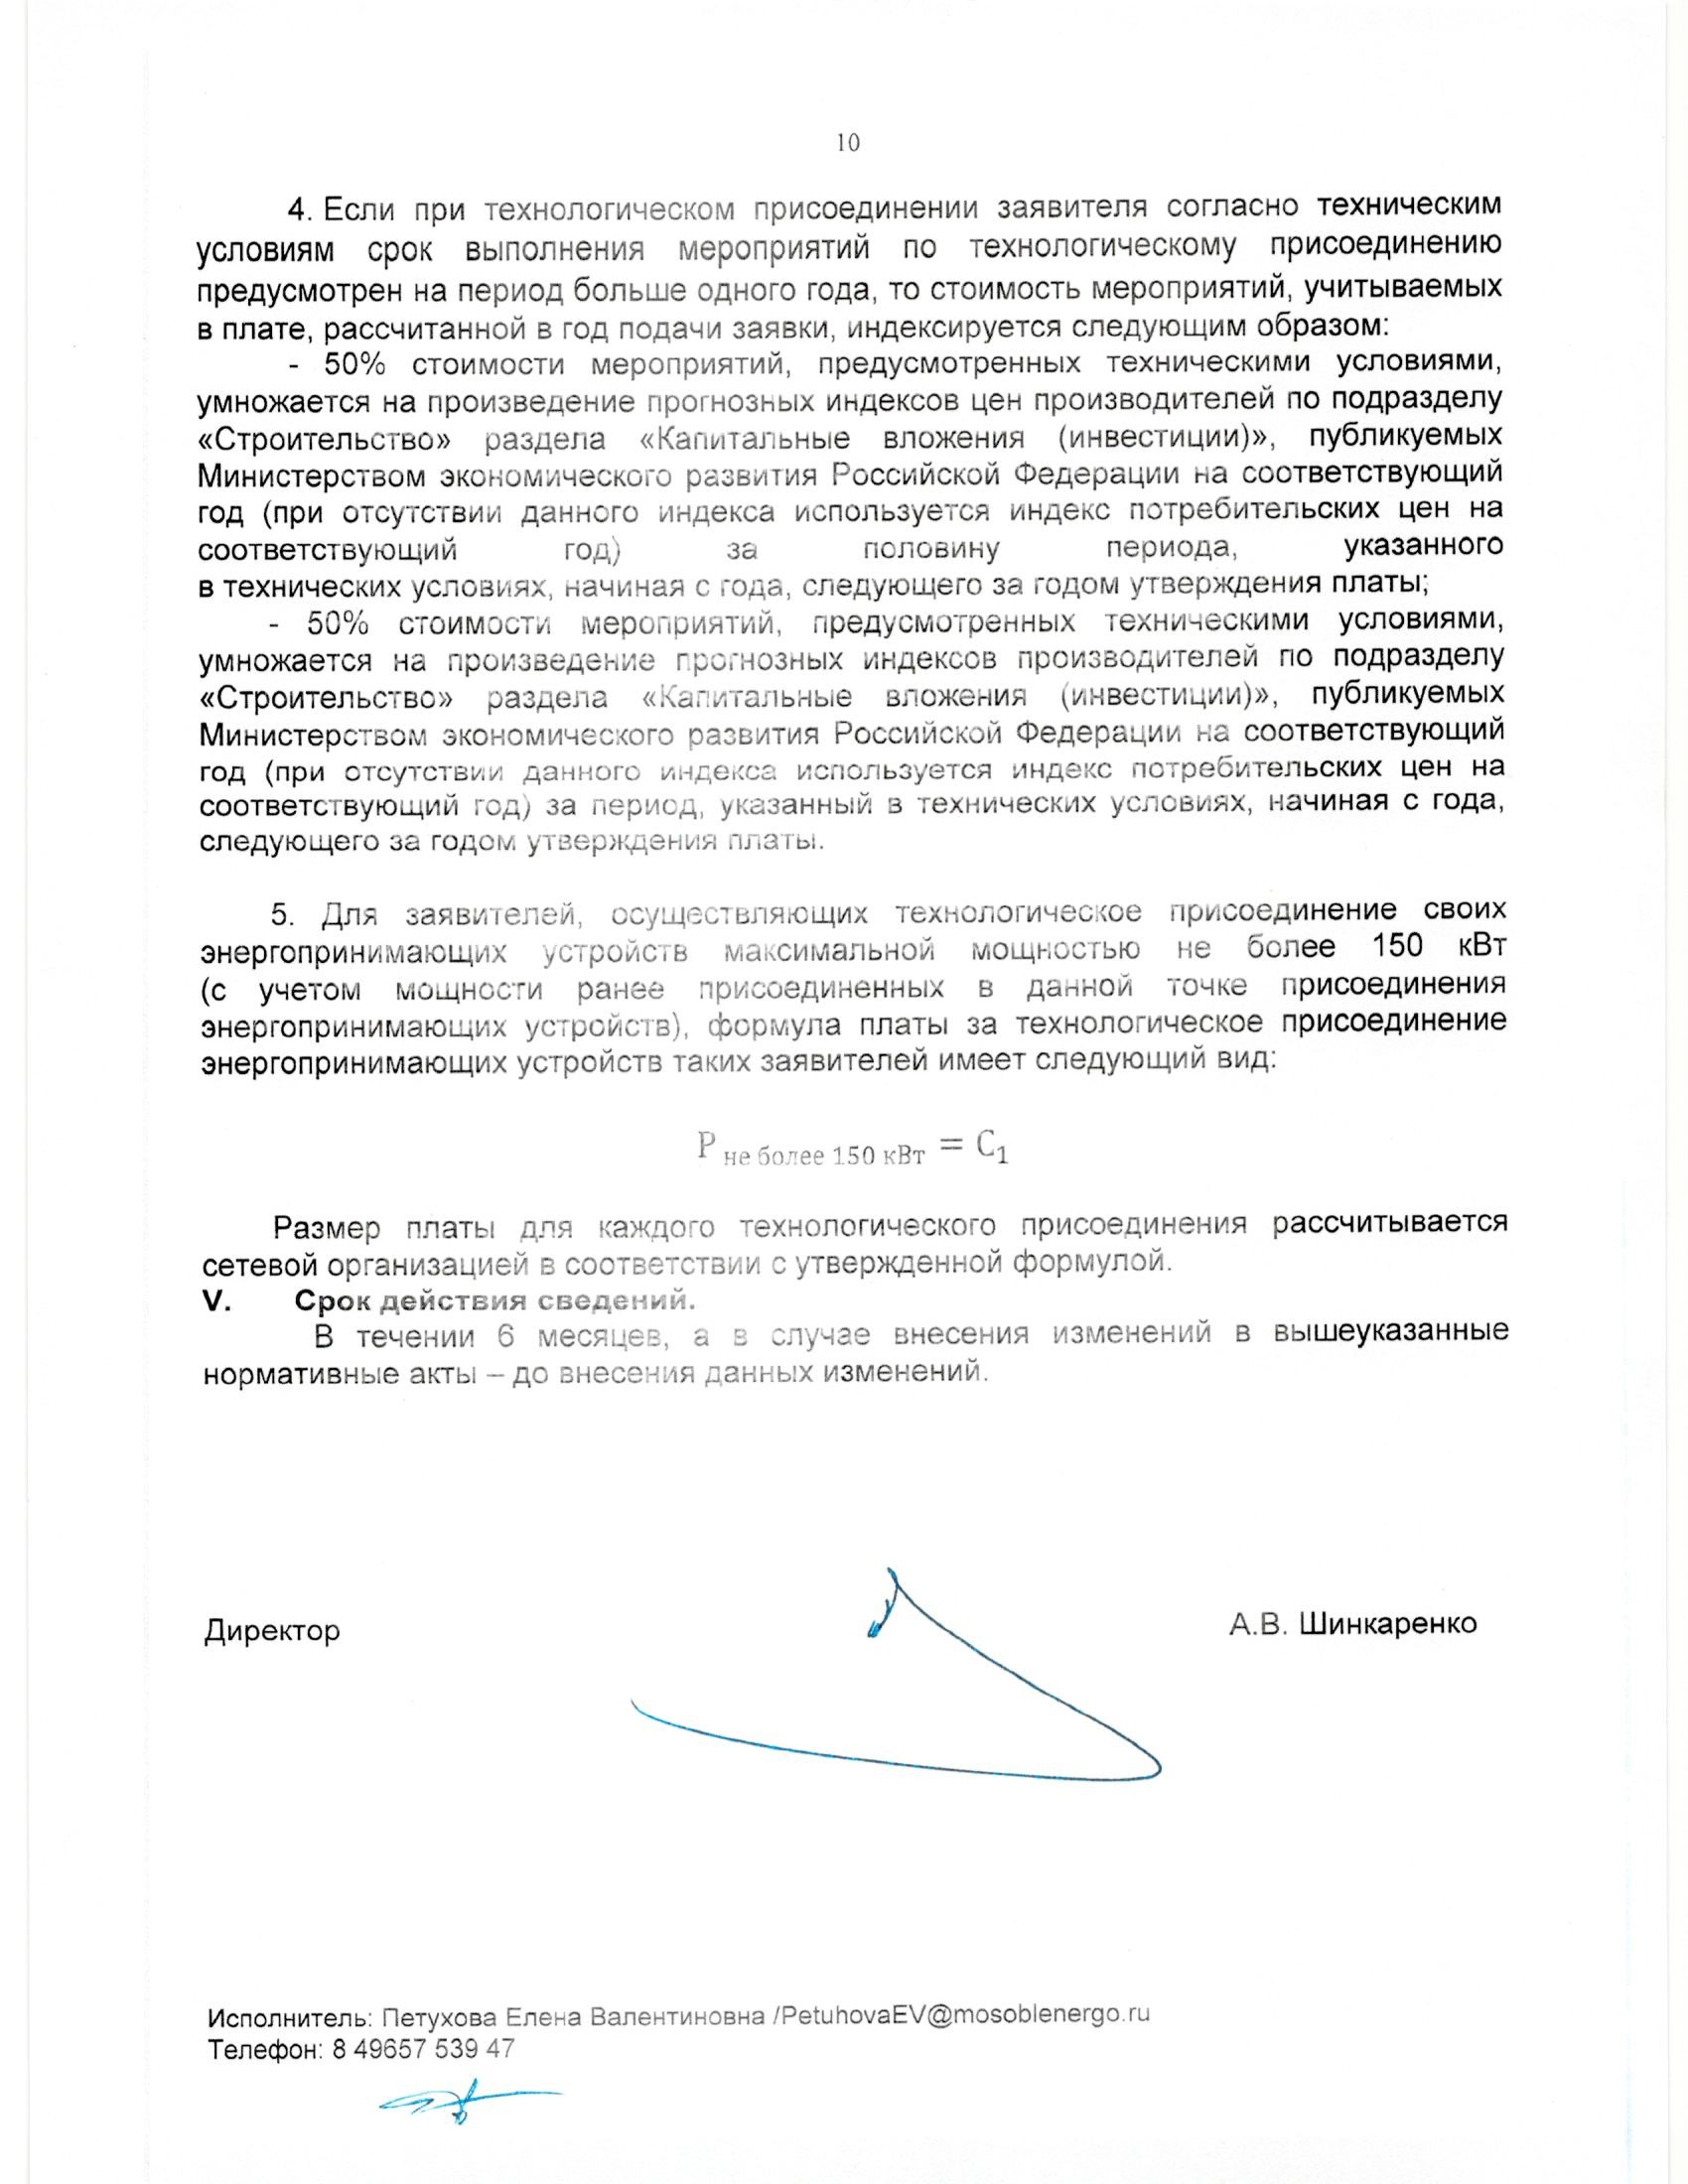 10
4. Если при технологическом присоединении заявителя согласно техническим
условиям срок выполнения мероприятий по технологическому присоединению
предусмотрен на период больше одного года, то стоимость мероприятий, учитываемых
в плате, рассчитанной в год подачи заявки, индексируется следующим образом:
- 50% стоимости мероприятий, предусмотренных техническими условиями,
умножается на произведение прогнозных индексов цен производителей по подразделу
«Строительство» раздела «Капитальные вложения (инвестиции)», публикуемых
Министерством экономического развития Российской Федерации на соответствующий
год (при отсутствии данного индекса используется индекс потребительских цен на
соответствующий год) за половину периода, указанного
в технических условиях, начиная с года, следующего за годом утверждения платы;
- 50% стоимости мероприятий, предусмотренных техническими условиями,
умножается на произведение прогнозных индексов производителей по подразделу
«Строительство» раздела «Капитальные вложения (инвестиции)», публикуемых
Министерством экономического развития Российской Федерации на соответствующий
год (при отсутствии данного индекса используется индекс потребительских цен на
соответствующий год) за период, указанный в технических условиях, начиная с года,
следующего за годом утверждения платы.
5. Для заявителей, осуществляющих технологическое присоединение своих
энергопринимающих устройств максимальной мощностью не более 150 кВт
(с учетом мощности ранее присоединенных в данной точке присоединения
энергопринимающих устройств), формула платы за технологическое присоединение
энергопринимающих устройств таких заявителей имеет следующий вид:
P не более 150 кВт = C1
Размер платы для каждого технологического присоединения рассчитывается
сетевой организацией в соответствии с утвержденной формулой.
V. Срок действия сведений.
В течении 6 месяцев, а в случае внесения изменений в вышеуказанные
нормативные акты – до внесения данных изменений.
Директор А.В. Шинкаренко
Исполнитель: Петухова Елена Валентиновна /PetuhovaEV@mosoblenergo.ru
Телефон: 8 49657 539 47